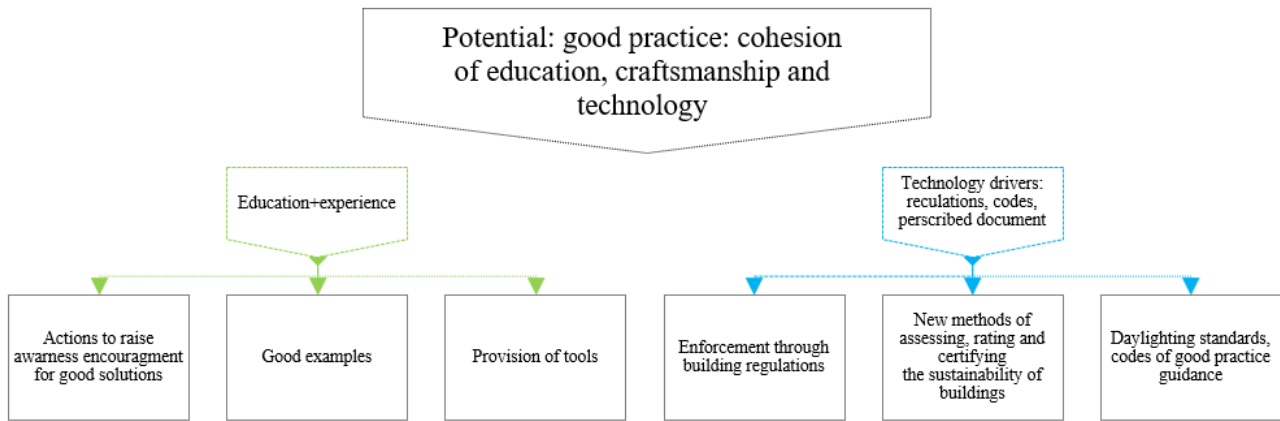 Potential: good practice: cohesion
of education, craftsmanship and
technology
Education+experience
Technology drivers:
reculations, codes,
perscribed document
Actions to raise
awarness encouragment
for good solutions
Good examples
Provision of tools
Enforcement through
building regulations
New methods of
assessing, rating and
certifying
the sustainability of
buildings
Daylighting standards,
codes of good practice
guidance